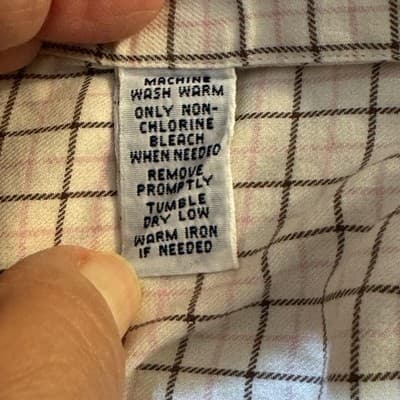 MACHINE
WASH WARM
ONLY NON-
CHLORINE
BLEACH
WHEN NEEDED
REMOVE
PROMPTLY
TUMBLE
DRY LOW
WARM IRON
IF NEEDED